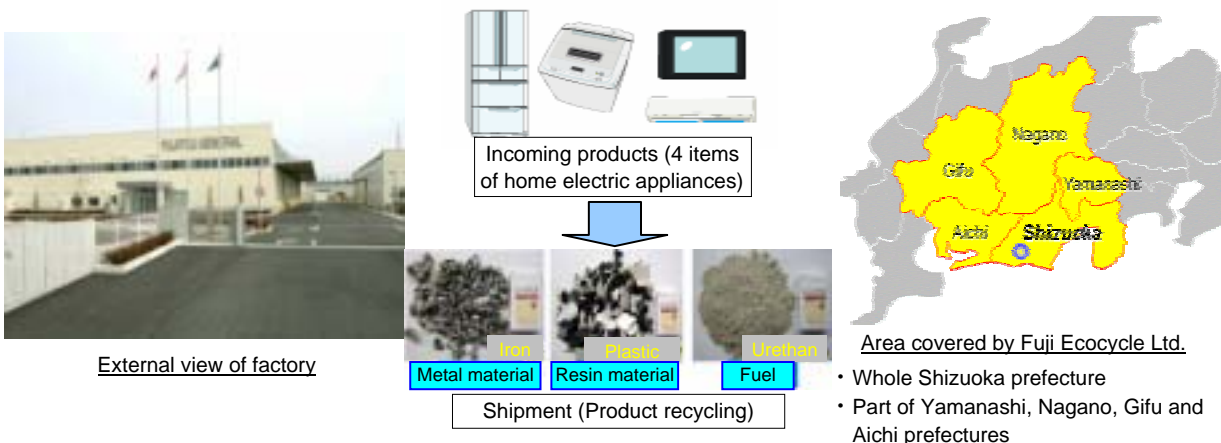 External view of factory
Incoming products (4 items
of home electric appliances)
Iron
Plastic
Urethan
Metal material
Resin material
Fuel
Shipment (Product recycling)
Nagano
Gifu
Yamanashi
Aichi
Shizuoka
Area covered by Fuji Ecocycle Ltd.
・Whole Shizuoka prefecture
・Part of Yamanashi, Nagano, Gifu and
Aichi prefectures